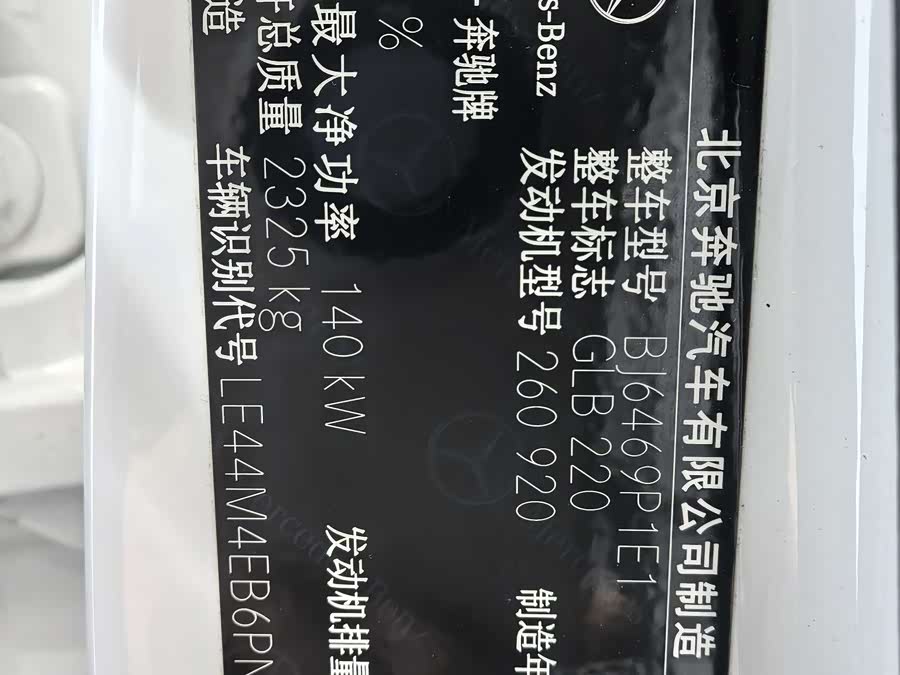 北京奔驰汽车有限公司制造
整车型号 BJ6469P1E1
整车标志 GLB 220
s-Benz 发动机型号 260 920 制造年
奔驰牌
%
最大净功率 140 kW 发动机排量
总质量 2325 kg
造 车辆识别代号 LE44M4EB6P